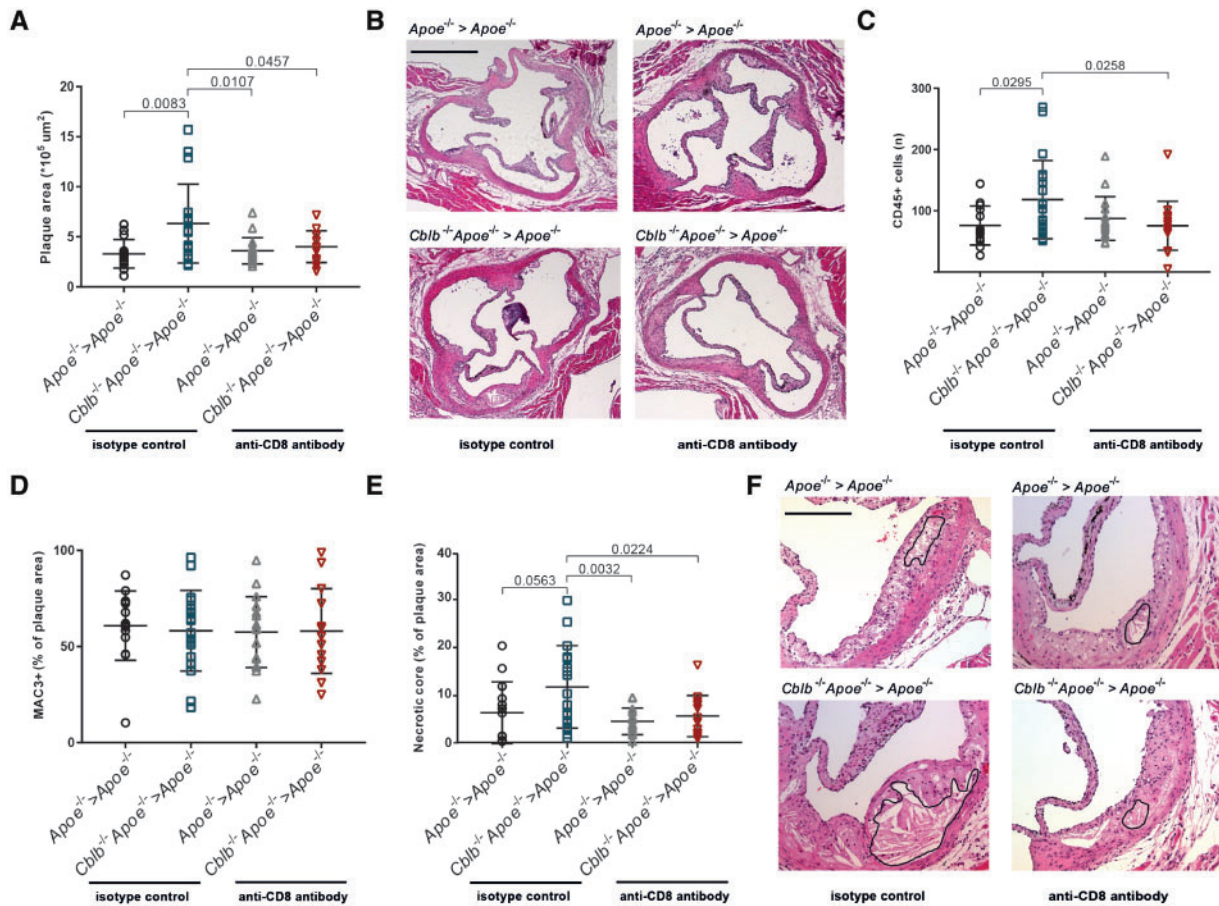 A
0.0457
0.0107
0.0083
Plaque area (*10⁵ um²)
20
15
10
5
0
Apoe-/->Apoe-/-
Cblb-/-Apoe-/->Apoe-/-
Apoe-/->Apoe-/-
Cblb-/-Apoe-/->Apoe-/-
isotype control
anti-CD8 antibody
B
Apoe-/- > Apoe-/-
Apoe-/- > Apoe-/-
Cblb-/-Apoe-/- > Apoe-/-
Cblb-/-Apoe-/- > Apoe-/-
isotype control
anti-CD8 antibody
C
0.0258
0.0295
CD45+ cells (n)
300
200
100
0
Apoe-/->Apoe-/-
Cblb-/-Apoe-/->Apoe-/-
Apoe-/->Apoe-/-
Cblb-/-Apoe-/->Apoe-/-
isotype control
anti-CD8 antibody
D
MAC3+ (% of plaque area)
100
50
0
Apoe-/->Apoe-/-
Cblb-/-Apoe-/->Apoe-/-
Apoe-/->Apoe-/-
Cblb-/-Apoe-/->Apoe-/-
isotype control
anti-CD8 antibody
E
0.0224
0.0032
0.0563
Necrotic core (% of plaque area)
40
30
20
10
0
Apoe-/->Apoe-/-
Cblb-/-Apoe-/->Apoe-/-
Apoe-/->Apoe-/-
Cblb-/-Apoe-/->Apoe-/-
isotype control
anti-CD8 antibody
F
Apoe-/- > Apoe-/-
Apoe-/- > Apoe-/-
Cblb-/-Apoe-/- > Apoe-/-
Cblb-/-Apoe-/- > Apoe-/-
isotype control
anti-CD8 antibody